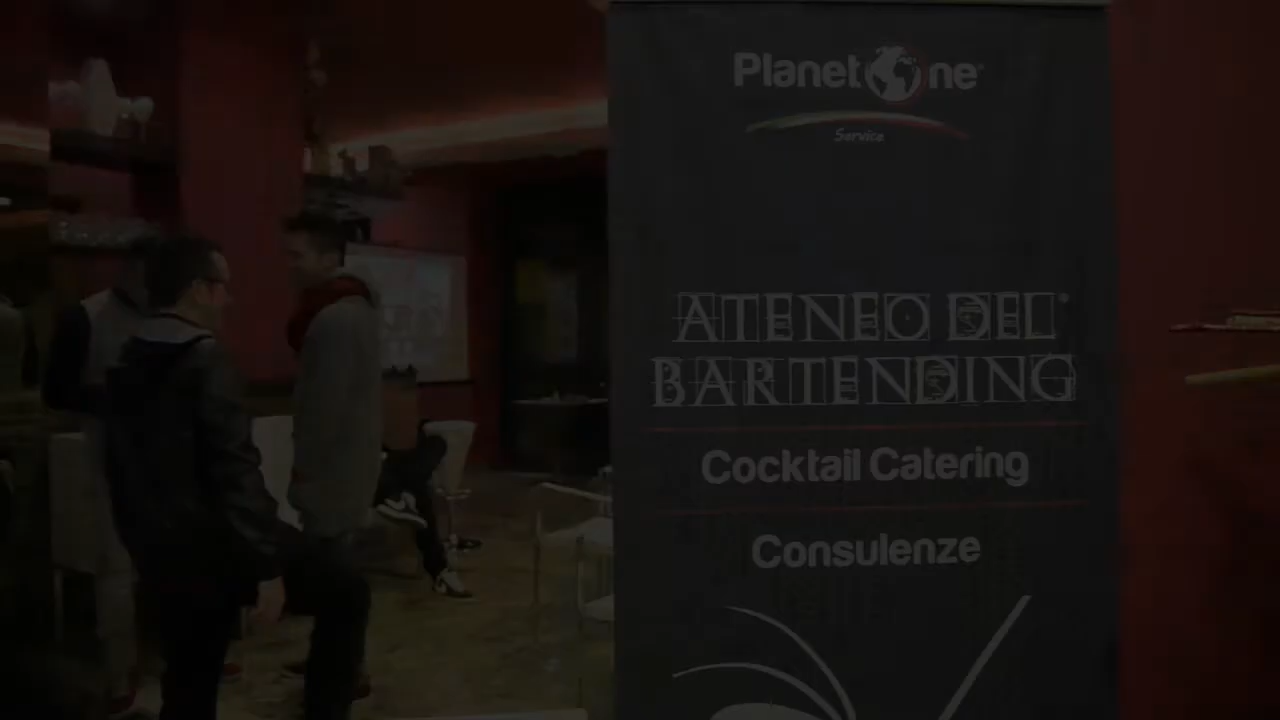 PlanetOne
Service
ATENEO DEL
BARTENDING
Cocktail Catering
Consulenze